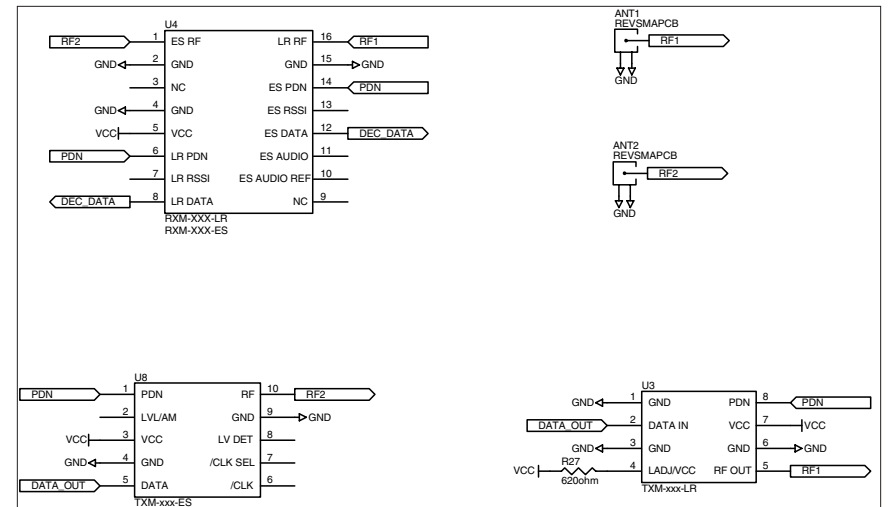 U4
RF2 1 ES RF LR RF 16 RF1
GND 2 GND GND 15 GND
3 NC ES PDN 14 PDN
GND 4 GND ES RSSI 13
VCC 5 VCC ES DATA 12 DEC_DATA
PDN 6 LR PDN ES AUDIO 11
7 LR RSSI ES AUDIO REF 10
DEC_DATA 8 LR DATA NC 9
RXM-XXX-LR
RXM-XXX-ES
ANT1
REVSMAPCB
RF1
GND
ANT2
REVSMAPCB
RF2
GND
U8
PDN 1 PDN RF 10 RF2
2 LVL/AM GND 9 GND
VCC 3 VCC LV DET 8
GND 4 GND /CLK SEL 7
DATA_OUT 5 DATA /CLK 6
TXM-xxx-ES
U3
GND 1 GND PDN 8 PDN
DATA_OUT 2 DATA IN VCC 7 VCC
GND 3 GND GND 6 GND
VCC R27 4 LADJ/VCC RF OUT 5 RF1
620ohm
TXM-xxx-LR